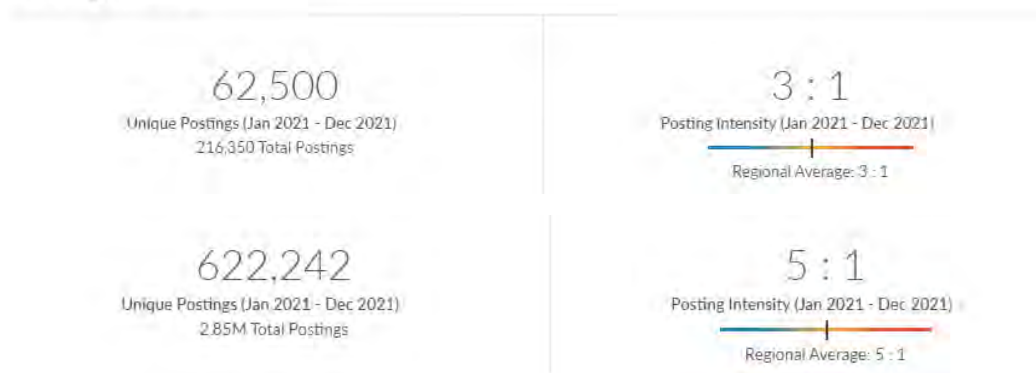 62,500
Unique Postings (Jan 2021 - Dec 2021)
216,350 Total Postings
3 : 1
Posting Intensity (Jan 2021 - Dec 2021)
Regional Average: 3 : 1
622,242
Unique Postings (Jan 2021 - Dec 2021)
2.85M Total Postings
5 : 1
Posting Intensity (Jan 2021 - Dec 2021)
Regional Average: 5 : 1